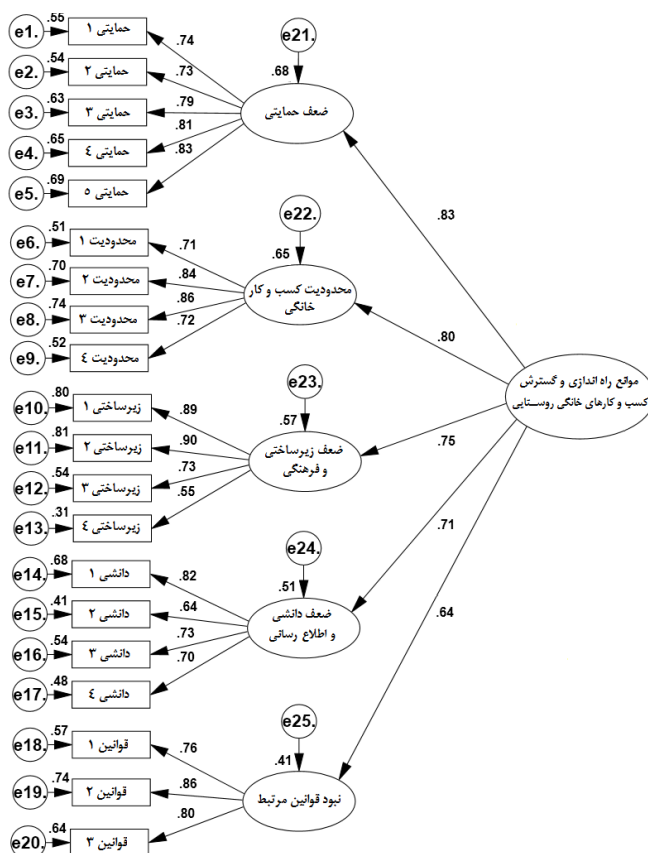 e1. .55 حمایتی ۱ .74
e2. .54 حمایتی ۲ .73
e3. .63 حمایتی ۳ .79
e4. .65 حمایتی ٤ .81
e5. .69 حمایتی ٥ .83
e21.
.68
ضعف حمایتی
.83
e6. .51 محدودیت ۱ .71
e7. .70 محدودیت ۲ .84
e8. .74 محدودیت ۳ .86
e9. .52 محدودیت ٤ .72
e22.
.65
محدودیت کسب و کار
خانگی
.80
موانع راه اندازی و گسترش
کسب و کارهای خانگی روستایی
e10. .80 زیرساختی ۱ .89
e11. .81 زیرساختی ۲ .90
e12. .54 زیرساختی ۳ .73
e13. .31 زیرساختی ٤ .55
e23.
.57
ضعف زیرساختی
و فرهنگی
.75
e14. .68 دانشی ۱ .82
e15. .41 دانشی ۲ .64
e16. .54 دانشی ۳ .73
e17. .48 دانشی ٤ .70
e24.
.51
ضعف دانشی
و اطلاع رسانی
.71
e18. .57 قوانین ۱ .76
e19. .74 قوانین ۲ .86
e20. .64 قوانین ۳ .80
e25.
.41
نبود قوانین مرتبط
.64